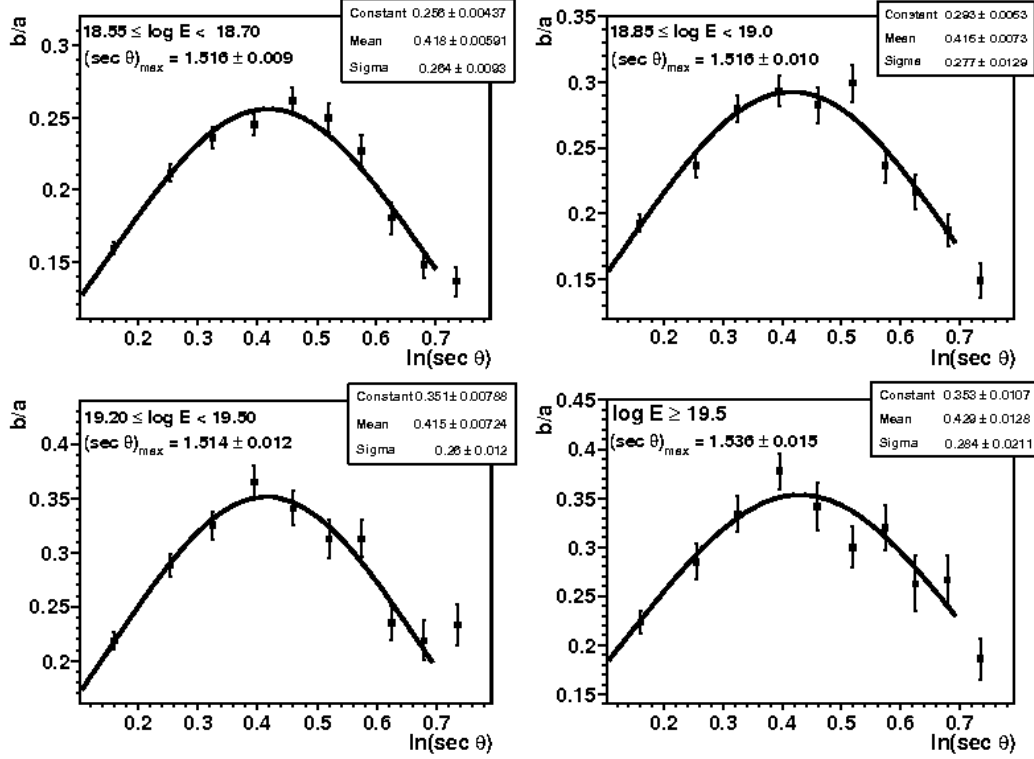 b/a
0.3
0.25
0.2
0.15
18.55 ≤ log E < 18.70
(sec θ)max = 1.516 ± 0.009
Constant 0.256 ± 0.00437
Mean 0.418 ± 0.00591
Sigma 0.264 ± 0.0093
0.2 0.3 0.4 0.5 0.6 0.7
ln(sec θ)
b/a
0.35
0.3
0.25
0.2
0.15
18.85 ≤ log E < 19.0
(sec θ)max = 1.516 ± 0.010
Constant 0.293 ± 0.0053
Mean 0.415 ± 0.0073
Sigma 0.277 ± 0.0129
0.2 0.3 0.4 0.5 0.6 0.7
ln(sec θ)
b/a
0.4
0.35
0.3
0.25
0.2
19.20 ≤ log E < 19.50
(sec θ)max = 1.514 ± 0.012
Constant 0.351 ± 0.00788
Mean 0.415 ± 0.00724
Sigma 0.26 ± 0.012
0.2 0.3 0.4 0.5 0.6 0.7
ln(sec θ)
b/a
0.45
0.4
0.35
0.3
0.25
0.2
0.15
log E ≥ 19.5
(sec θ)max = 1.536 ± 0.015
Constant 0.353 ± 0.0107
Mean 0.429 ± 0.0128
Sigma 0.284 ± 0.0211
0.2 0.3 0.4 0.5 0.6 0.7
ln(sec θ)